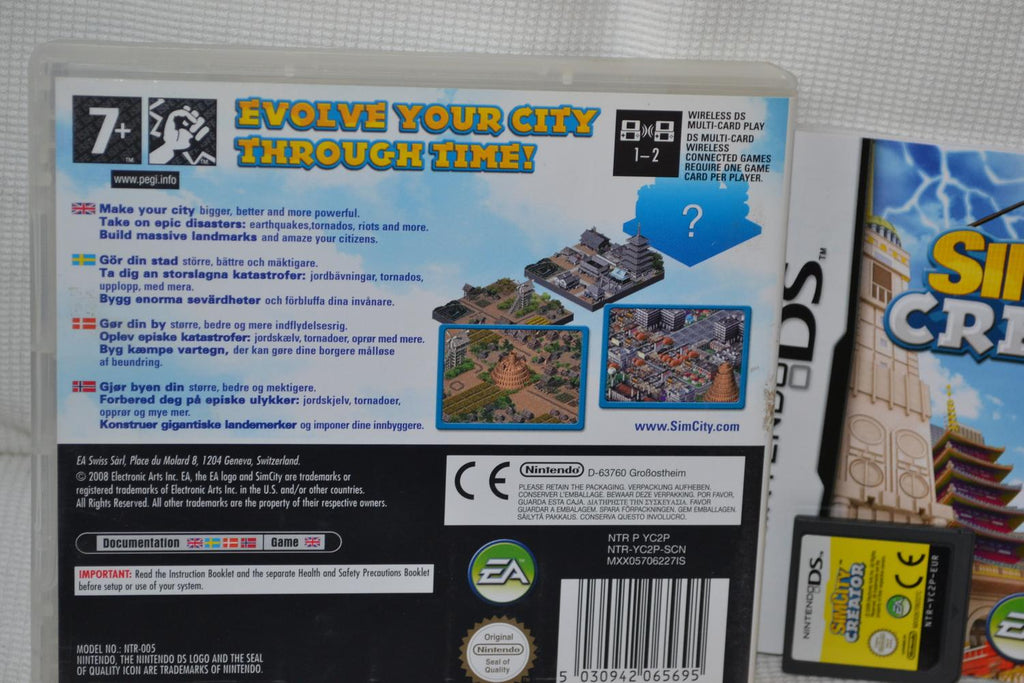 7+
EVOLVE YOUR CITY
THROUGH TIME!
www.pegi.info
1-2
WIRELESS DS
MULTI-CARD PLAY
DS MULTI-CARD
WIRELESS
CONNECTED GAMES
REQUIRE ONE GAME
CARD PER PLAYER.
?
Make your city bigger, better and more powerful.
Take on epic disasters: earthquakes,tornados, riots and more.
Build massive landmarks and amaze your citizens.
Gör din stad större, bättre och mäktigare.
Ta dig an storslagna katastrofer: jordbävningar, tornados,
upplopp, med mera.
Bygg enorma sevärdheter och förbluffa dina invånare.
Gør din by større, bedre og mere indflydelsesrig.
Oplev episke katastrofer: jordskælv, tornadoer, oprør med mere.
Byg kæmpe vartegn, der kan gøre dine borgere målløse
af beundring.
Gjør byen din større, bedre og mektigere.
Forbered deg på episke ulykker: jordskjelv, tornadoer,
opprør og mye mer.
Konstruer gigantiske landemerker og imponer dine innbyggere.
www.SimCity.com
EA Swiss Sàrl, Place du Molard 8, 1204 Geneva, Switzerland.
© 2008 Electronic Arts Inc. EA, the EA logo and SimCity are trademarks or
registered trademarks of Electronic Arts Inc. in the U.S. and/or other countries.
All Rights Reserved. All other trademarks are the property of their respective owners.
Documentation
Game
IMPORTANT: Read the Instruction Booklet and the separate Health and Safety Precautions Booklet
before setup or use of your system.
MODEL NO.: NTR-005
NINTENDO, THE NINTENDO DS LOGO AND THE SEAL
OF QUALITY ICON ARE TRADEMARKS OF NINTENDO.
CE Nintendo D-63760 Großostheim
PLEASE RETAIN THE PACKAGING. VERPACKUNG AUFHEBEN.
CONSERVER L'EMBALLAGE. BEWAAR DEZE VERPAKKING. POR FAVOR,
GUARDA ESTA CAJA. ΔΙΑΤΗΡΗΣΤΕ ΤΗΝ ΣΥΣΚΕΥΑΣΙΑ. FAVOR
GUARDAR A EMBALAGEM. SPARA FÖRPACKNINGEN. GEM EMBALLAGEN.
SÄILYTÄ PAKKAUS. CONSERVA QUESTO INVOLUCRO.
NTR P YC2P
NTR-YC2P-SCN
MXX05706227IS
EA
Original
Nintendo
Seal of
Quality
5 030942 065695
NINTENDO DS™
SIM
CRE
NINTENDO DS
SIMCITY
CREATOR
CE
NTR-YC2P-EUR